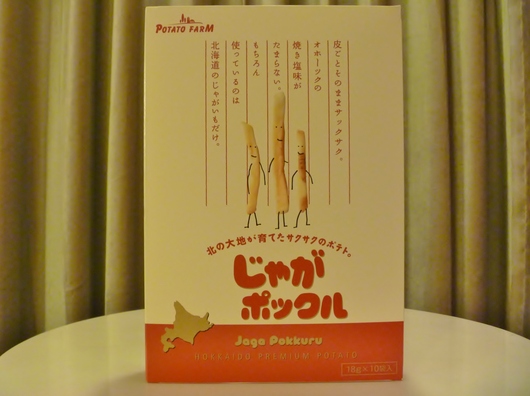 POTATO FARM
皮ごとそのままサックサク。
オホーツクの
焼き塩味が
たまらない。
もちろん
使っているのは
北海道のじゃがいもだけ。
北の大地が育てたサクサクのポテト。
じゃが
ポックル
Jaga Pokkuru
HOKKAIDO PREMIUM POTATO
18g×10袋入